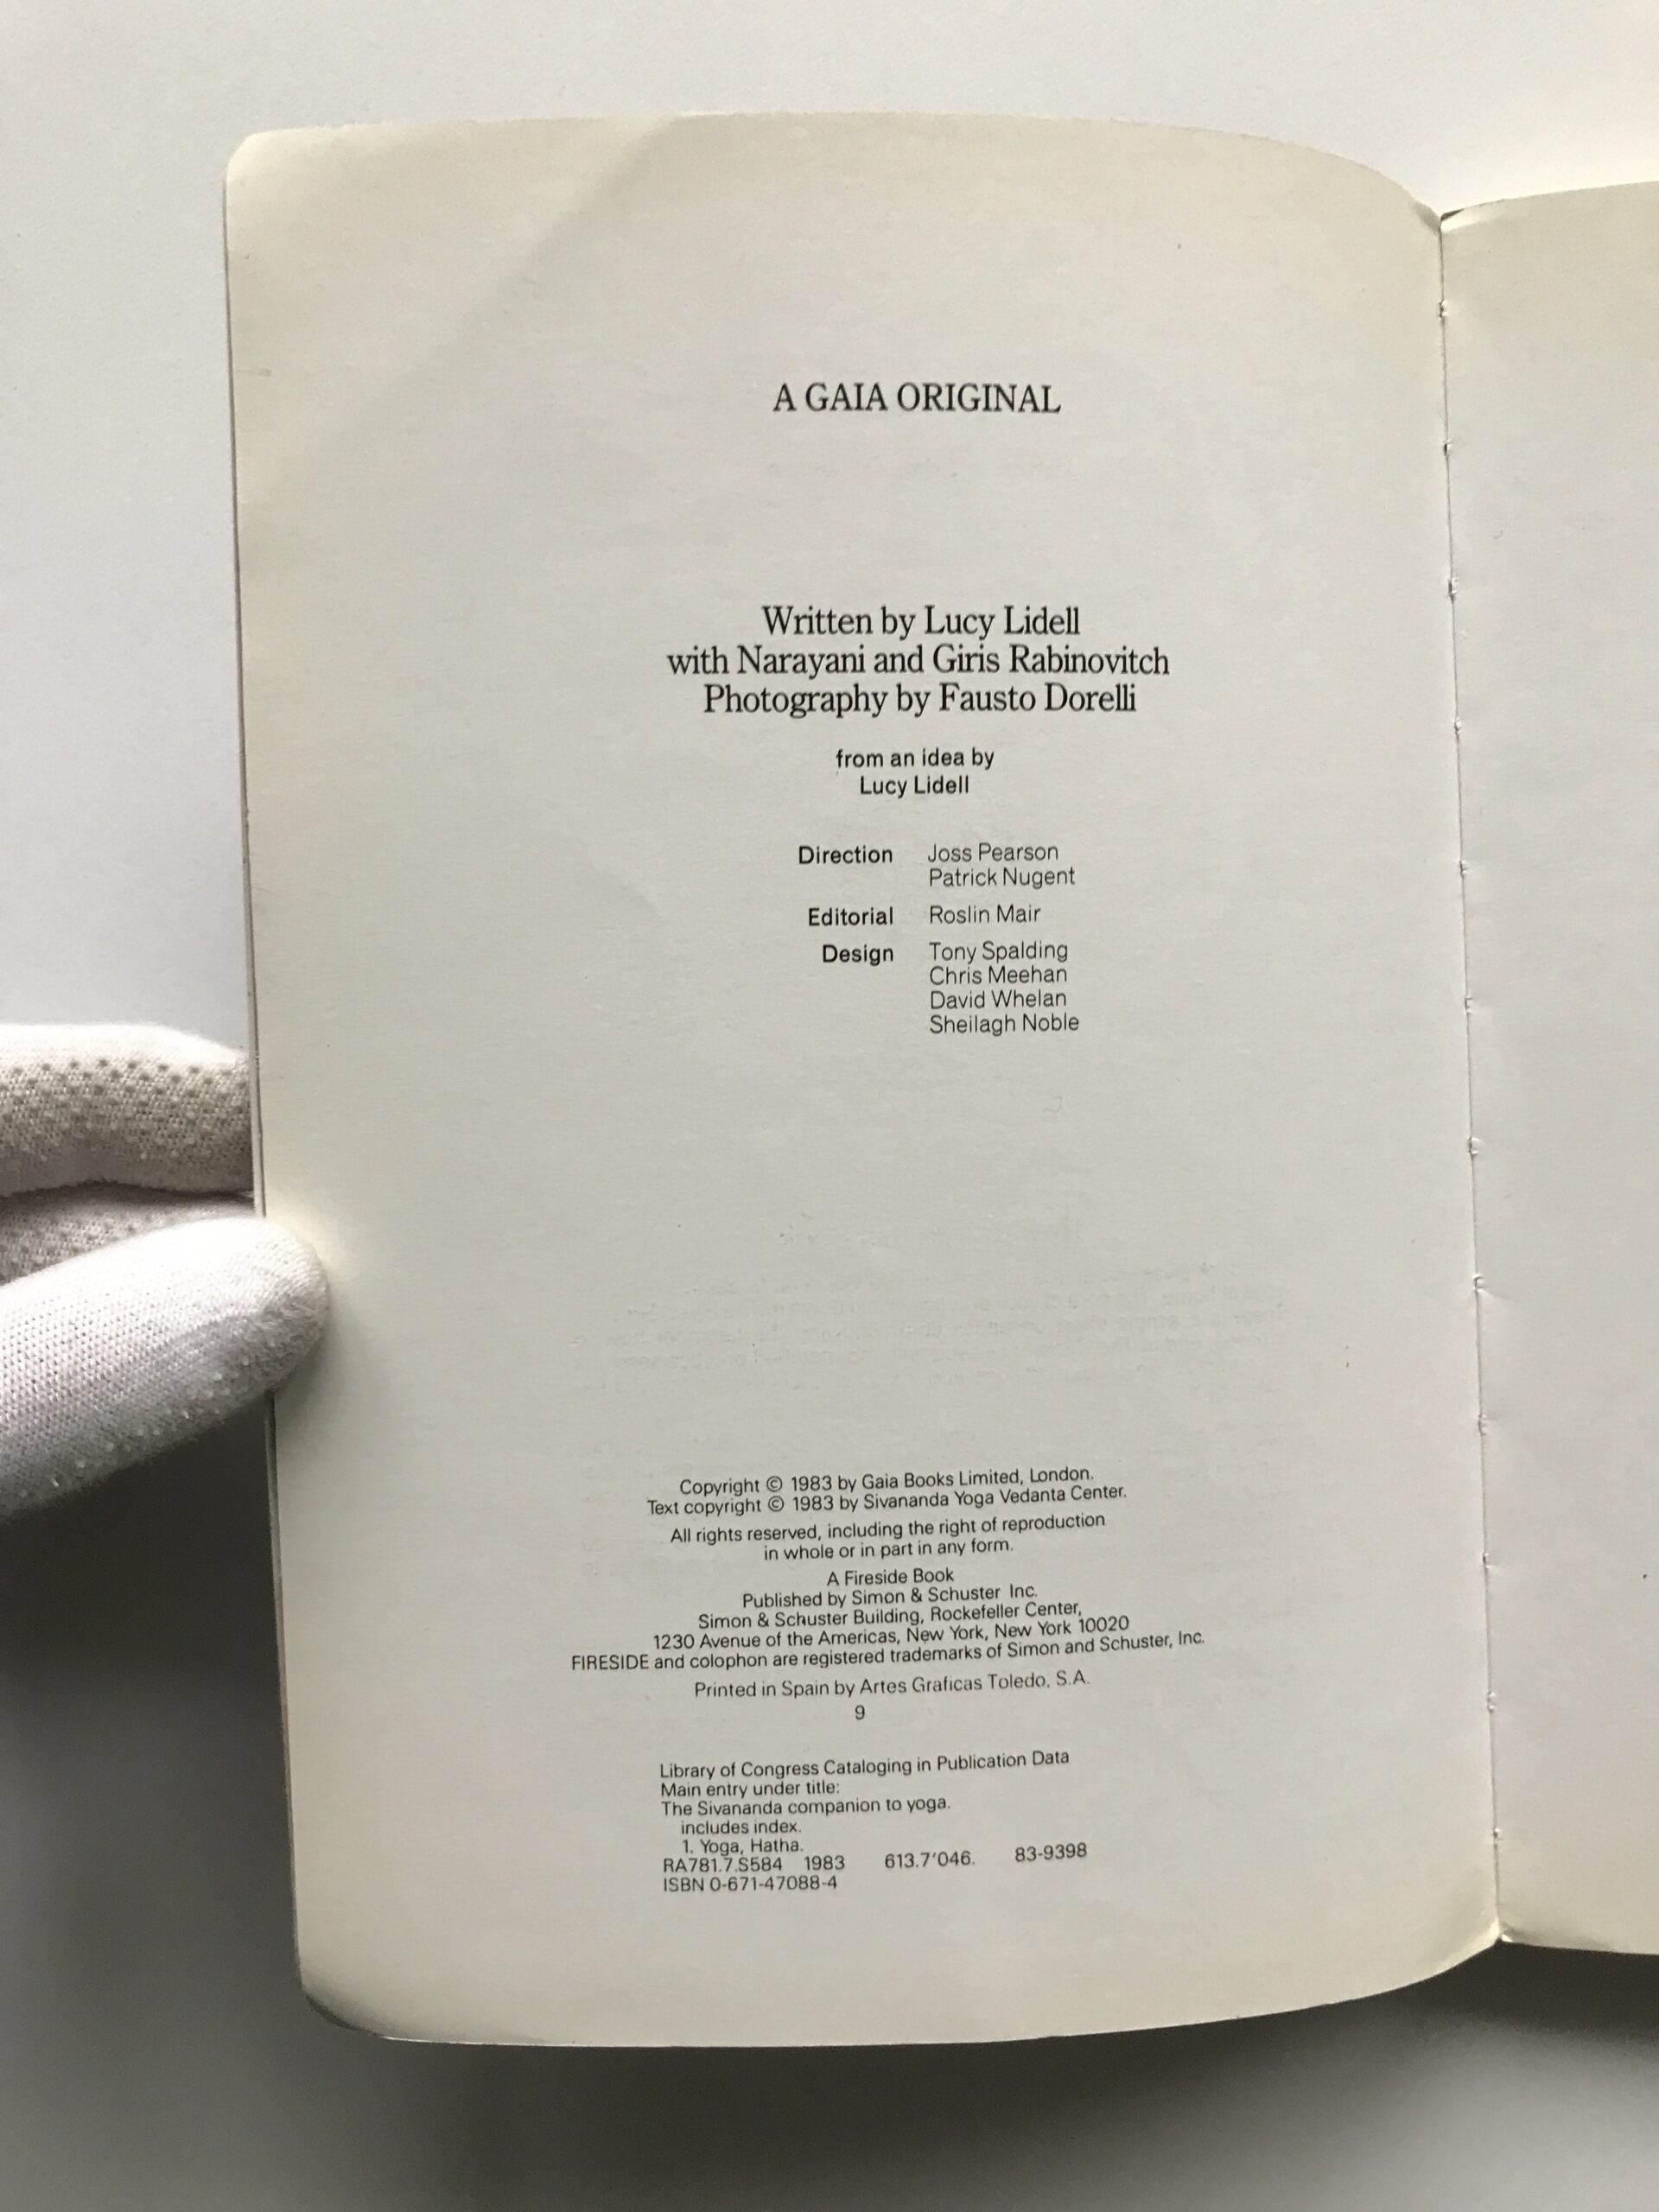 A GAIA ORIGINAL
Written by Lucy Lidell
with Narayani and Giris Rabinovitch
Photography by Fausto Dorelli
from an idea by
Lucy Lidell
Direction Joss Pearson
Patrick Nugent
Editorial Roslin Mair
Design Tony Spalding
Chris Meehan
David Whelan
Sheilagh Noble
Copyright © 1983 by Gaia Books Limited, London.
Text copyright © 1983 by Sivananda Yoga Vedanta Center.
All rights reserved, including the right of reproduction
in whole or in part in any form.
A Fireside Book
Published by Simon & Schuster Inc.
Simon & Schuster Building, Rockefeller Center,
1230 Avenue of the Americas, New York, New York 10020
FIRESIDE and colophon are registered trademarks of Simon and Schuster, Inc.
Printed in Spain by Artes Graficas Toledo, S.A.
9
Library of Congress Cataloging in Publication Data
Main entry under title:
The Sivananda companion to yoga.
includes index.
1. Yoga, Hatha.
RA781.7.S584 1983 613.7'046. 83-9398
ISBN 0-671-47088-4